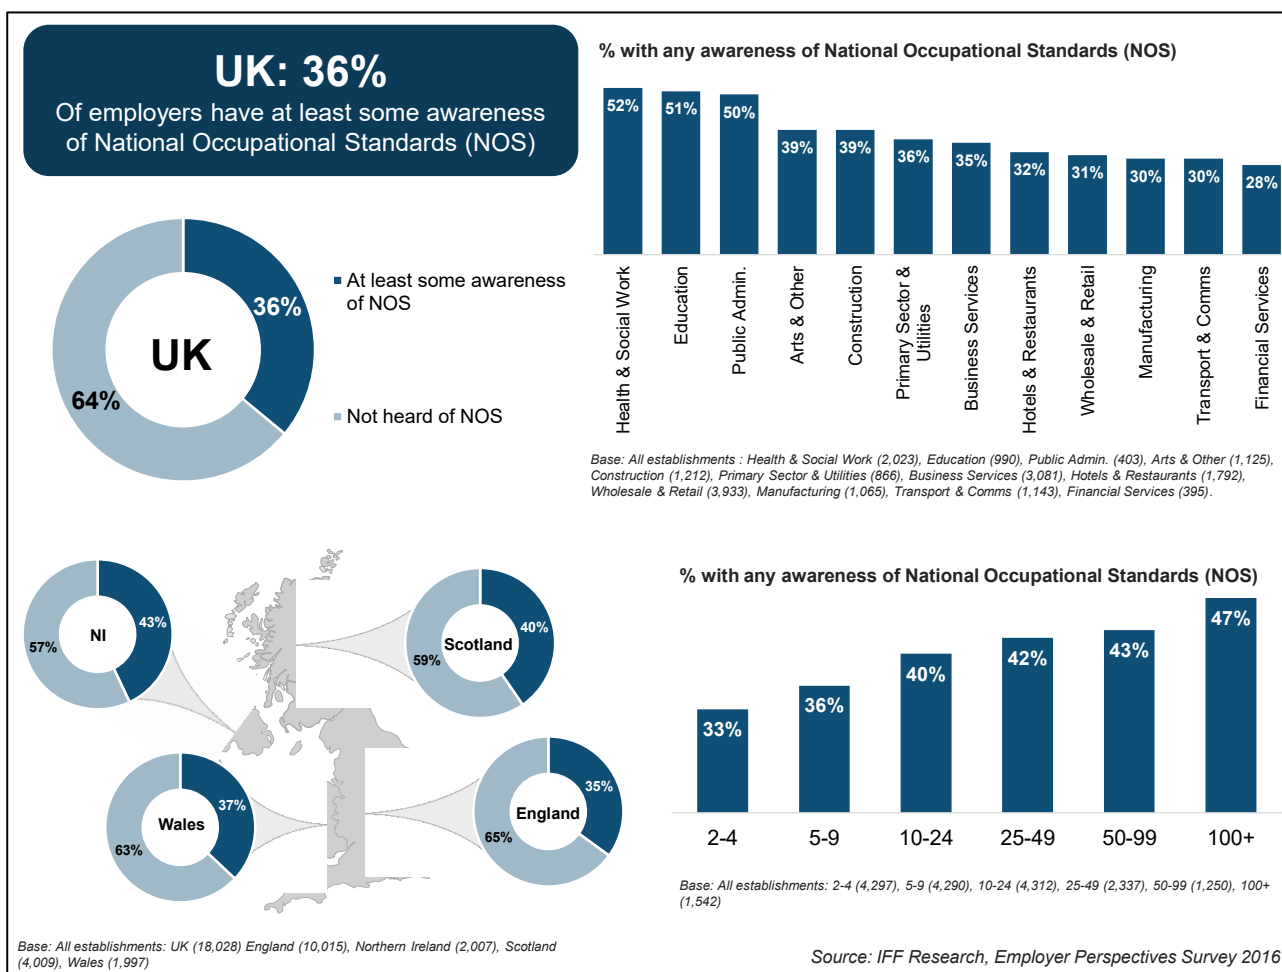 UK: 36%
Of employers have at least some awareness
of National Occupational Standards (NOS)
36%
64%
UK
At least some awareness
of NOS
Not heard of NOS
% with any awareness of National Occupational Standards (NOS)
52%
51%
50%
39%
39%
36%
35%
32%
31%
30%
30%
28%
Health & Social Work
Education
Public Admin.
Arts & Other
Construction
Primary Sector &
Utilities
Business Services
Hotels & Restaurants
Wholesale & Retail
Manufacturing
Transport & Comms
Financial Services
Base: All establishments : Health & Social Work (2,023), Education (990), Public Admin. (403), Arts & Other (1,125),
Construction (1,212), Primary Sector & Utilities (866), Business Services (3,081), Hotels & Restaurants (1,792),
Wholesale & Retail (3,933), Manufacturing (1,065), Transport & Comms (1,143), Financial Services (395).
NI
43%
57%
Scotland
40%
59%
Wales
37%
63%
England
35%
65%
Base: All establishments: UK (18,028) England (10,015), Northern Ireland (2,007), Scotland
(4,009), Wales (1,997)
% with any awareness of National Occupational Standards (NOS)
33%
36%
40%
42%
43%
47%
2-4
5-9
10-24
25-49
50-99
100+
Base: All establishments: 2-4 (4,297), 5-9 (4,290), 10-24 (4,312), 25-49 (2,337), 50-99 (1,250), 100+
(1,542)
Source: IFF Research, Employer Perspectives Survey 2016